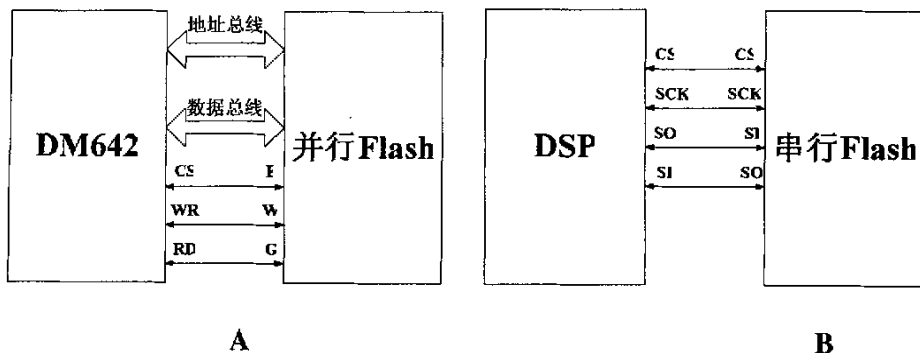 地址总线
数据总线
DM642
并行Flash
CS E
WR W
RD G
A
CS CS
SCK SCK
SO SI
SI SO
DSP
串行Flash
B